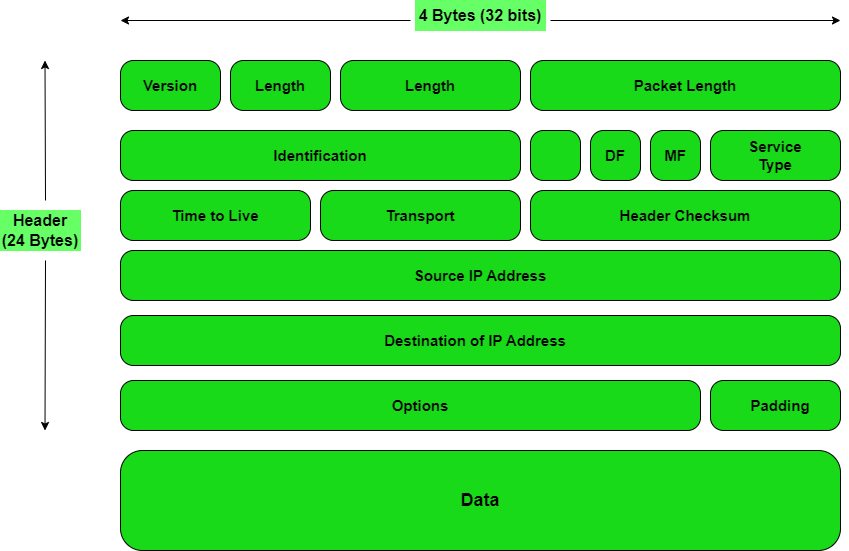 4 Bytes (32 bits)
Version
Length
Length
Packet Length
Identification
DF
MF
Service
Type
Header
(24 Bytes)
Time to Live
Transport
Header Checksum
Source IP Address
Destination of IP Address
Options
Padding
Data